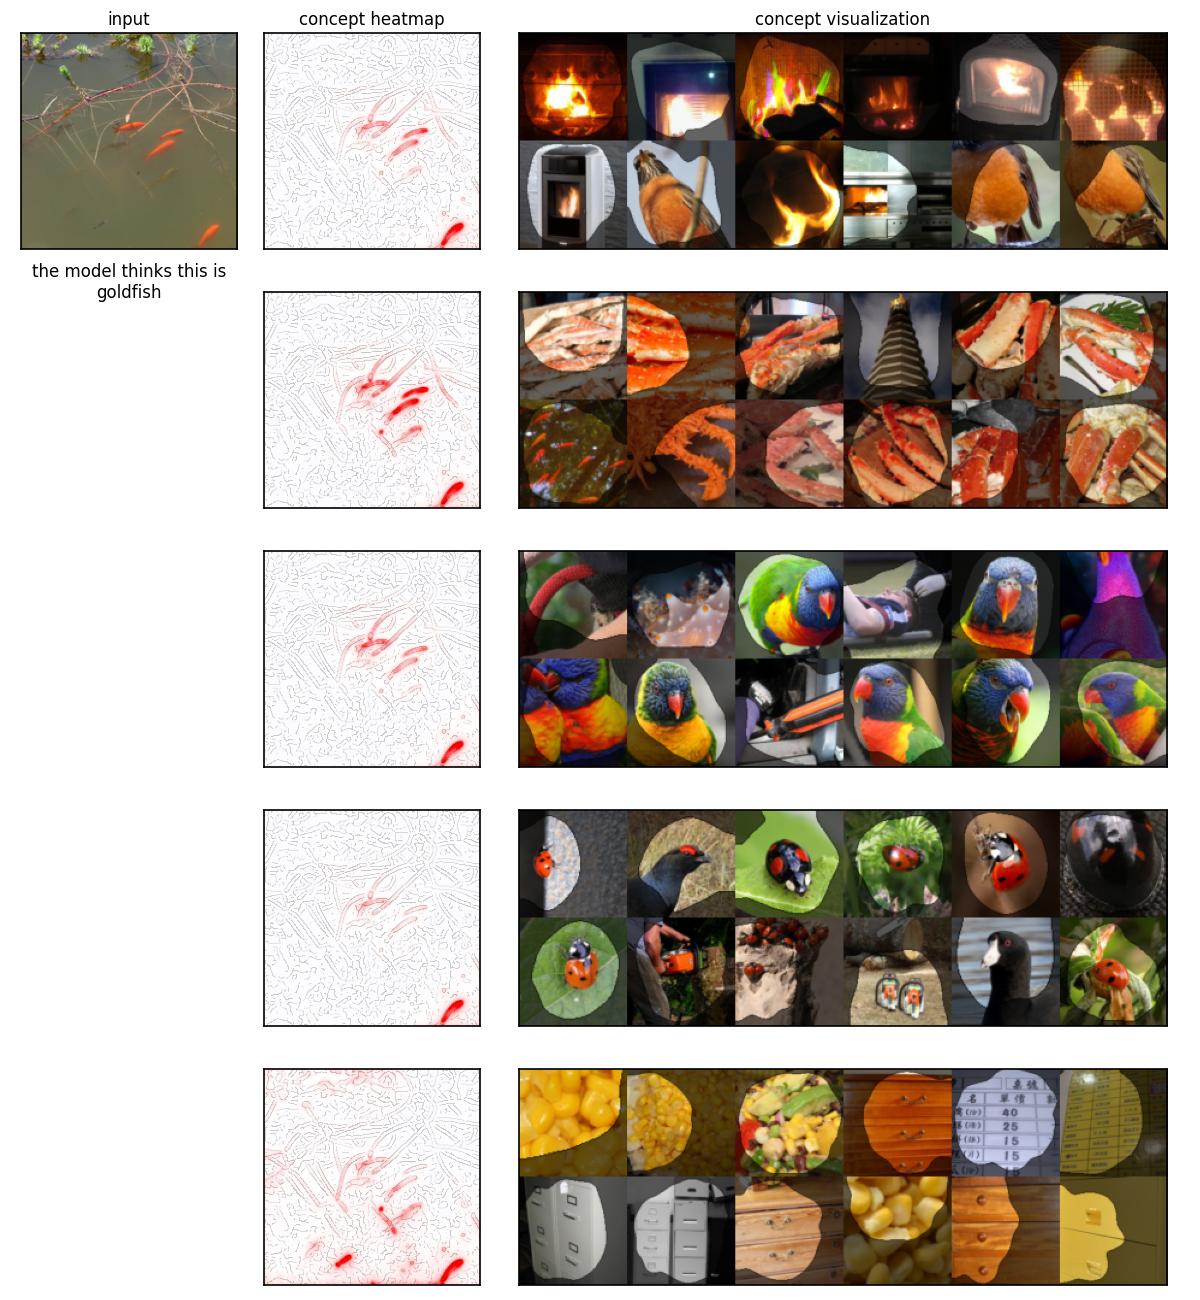 input
concept heatmap
concept visualization
the model thinks this is
goldfish
名 單價
40
25
15
15